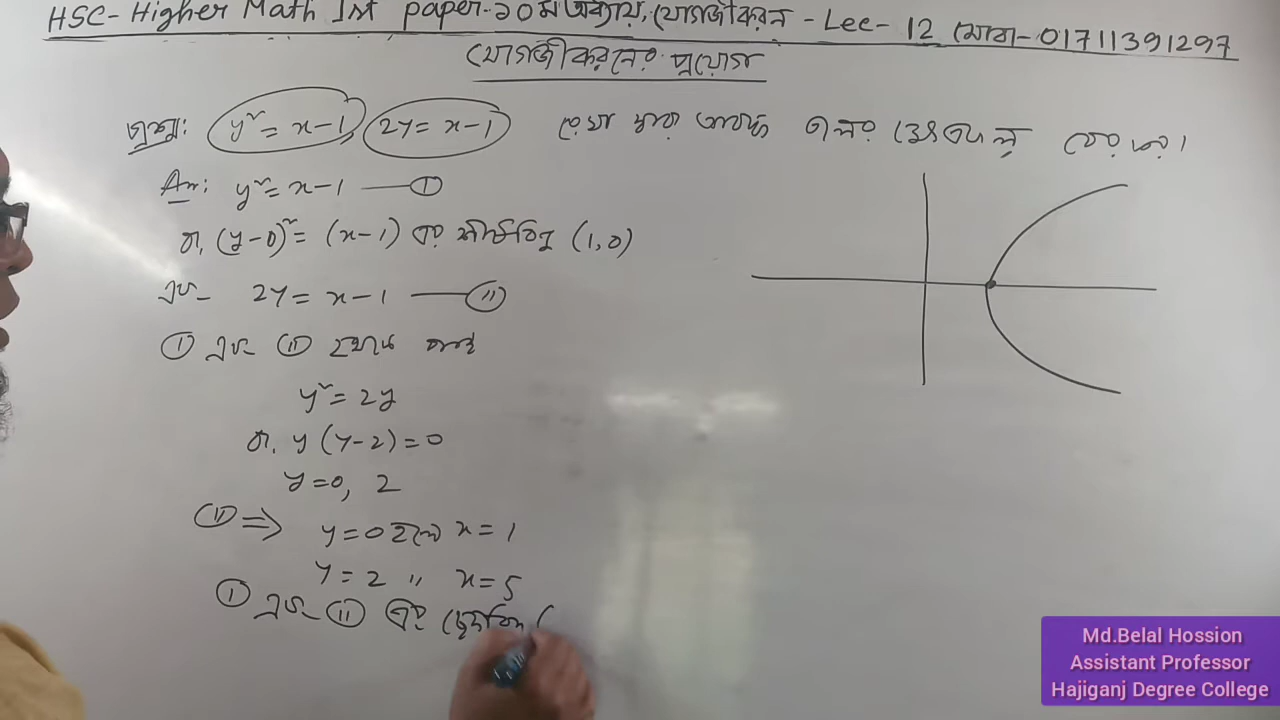 HSC- Higher Math 1st paper-১০ম অধ্যায়, যোগজীকরন - Lec- 12 মোবা- 01711391297
যোগজীকরনের প্রয়োগ
প্রশ্ন: y² = x-1, 2y = x-1 রেখা দ্বারা আবদ্ধ ক্ষেত্রফল বের কর।
Ans: y² = x-1 —— ⓘ
বা, (y-0)² = (x-1) এর শীর্ষবিন্দু (1, 0)
এবং 2y = x-1 —— ⓘⓘ
ⓘ এবং ⓘⓘ হতে পাই
y² = 2y
বা, y (y-2) = 0
y = 0, 2
ⓘⓘ ⇒ y = 0 হলে x = 1
y = 2 " x = 5
ⓘ এবং ⓘⓘ এর ছেদবিন্দু (
Md.Belal Hossion
Assistant Professor
Hajiganj Degree College